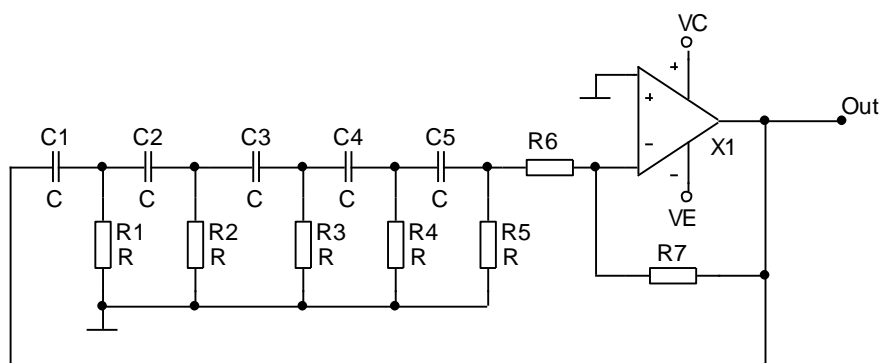 VC
+
Out
+
C1 C2 C3 C4 C5 R6
−
X1
C C C C C
−
VE
R1 R2 R3 R4 R5
R R R R R
R7